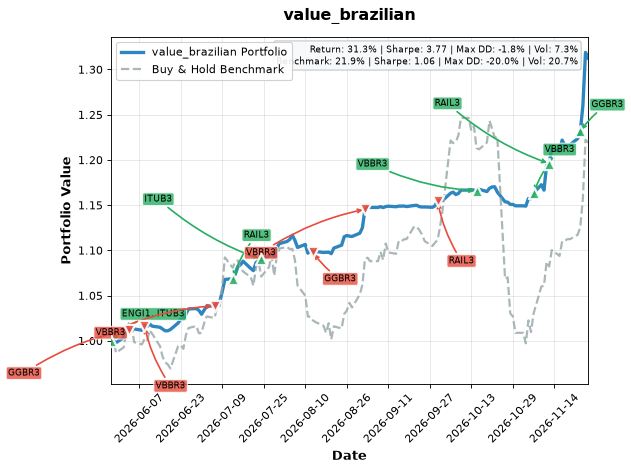 value_brazilian
value_brazilian Portfolio
Buy & Hold Benchmark
Return: 31.3% | Sharpe: 3.77 | Max DD: -1.8% | Vol: 7.3%
Benchmark: 21.9% | Sharpe: 1.06 | Max DD: -20.0% | Vol: 20.7%
Portfolio Value
1.30
1.25
1.20
1.15
1.10
1.05
1.00
RAIL3
GGBR3
VBBR3
VBBR3
ITUB3
RAIL3
VBBR3
RAIL3
GGBR3
ITUB3
VBBR3
GGBR3
VBBR3
2026-06-07
2026-06-23
2026-07-09
2026-07-25
2026-08-10
2026-08-26
2026-09-11
2026-09-27
2026-10-13
2026-10-29
2026-11-14
Date